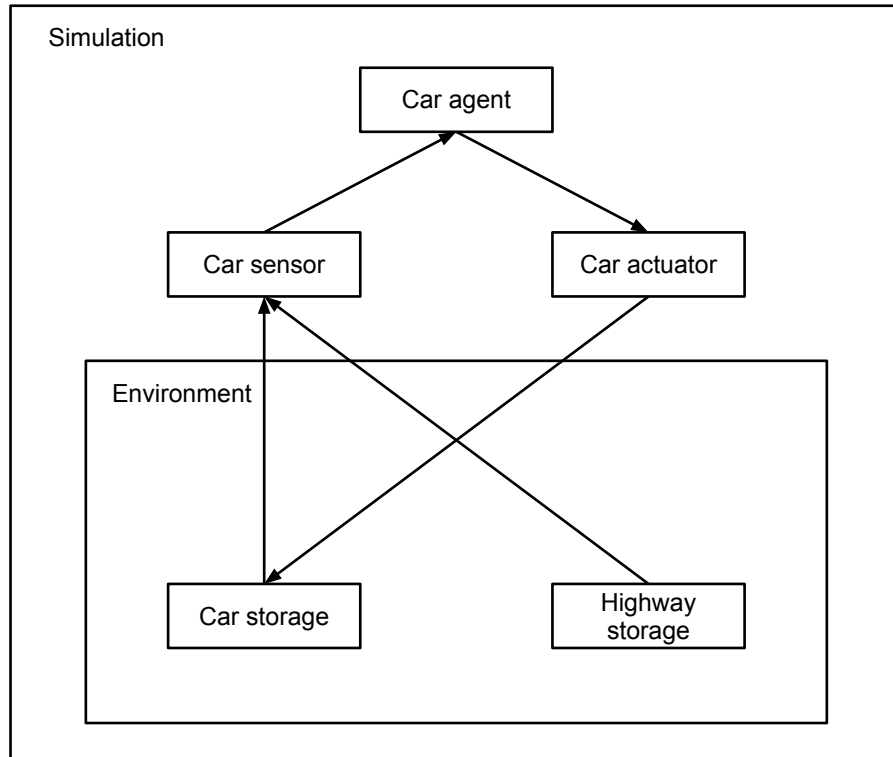 Simulation
Car agent
Car sensor
Car actuator
Environment
Car storage
Highway
storage